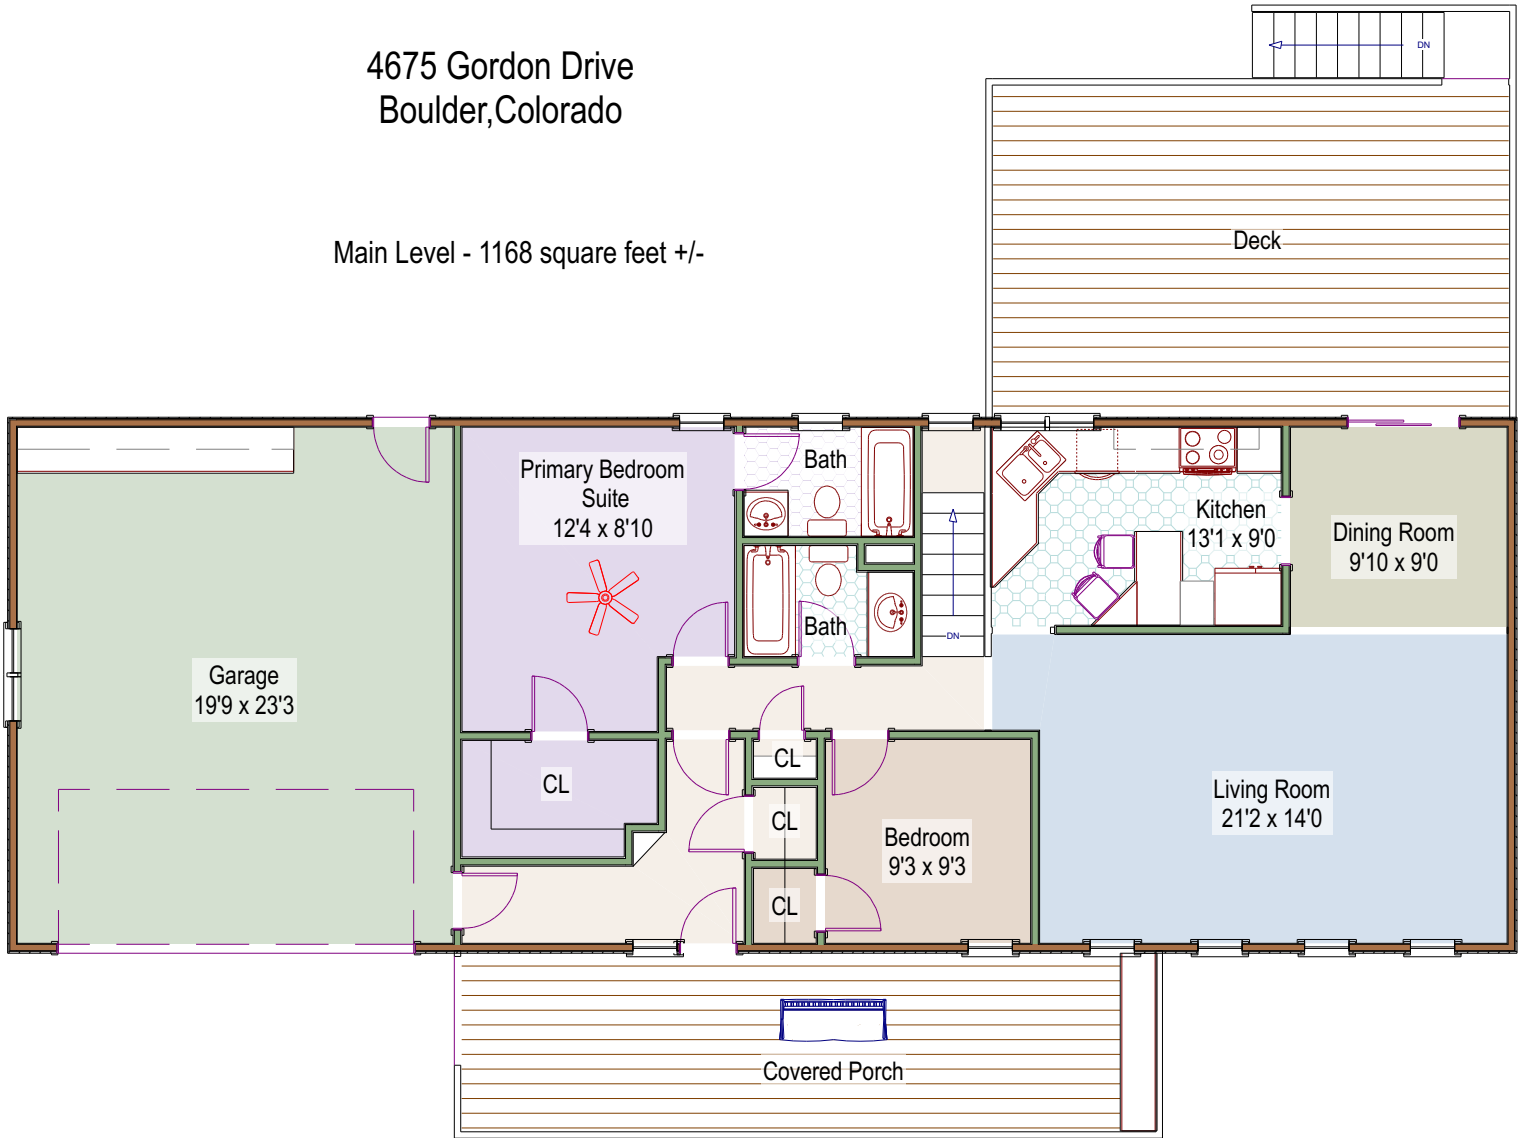 4675 Gordon Drive
Boulder,Colorado
Main Level - 1168 square feet +/-
DN
Deck
Primary Bedroom
Suite
12'4 x 8'10
Bath
Kitchen
13'1 x 9'0
Dining Room
9'10 x 9'0
Bath
DN
Garage
19'9 x 23'3
CL
CL
CL
CL
Bedroom
9'3 x 9'3
Living Room
21'2 x 14'0
Covered Porch